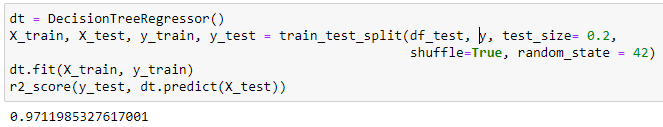 dt = DecisionTreeRegressor()
X_train, X_test, y_train, y_test = train_test_split(df_test, y, test_size= 0.2,
shuffle=True, random_state = 42)
dt.fit(X_train, y_train)
r2_score(y_test, dt.predict(X_test))
0.9711985327617001